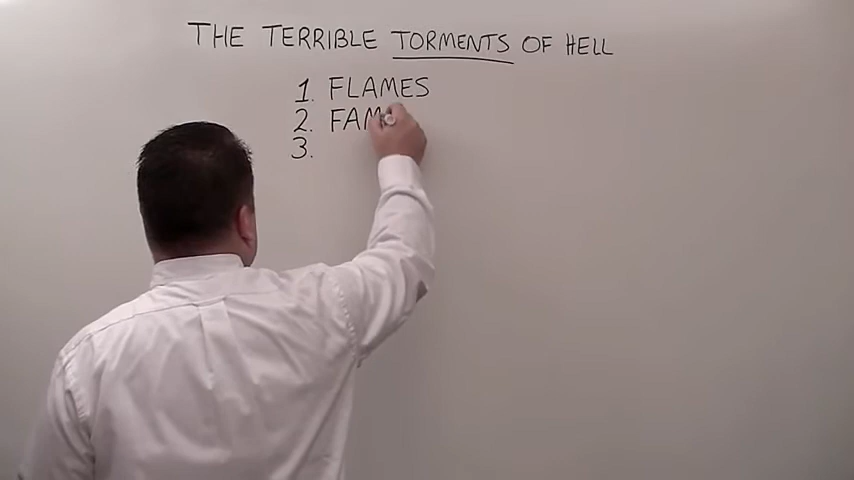 THE TERRIBLE TORMENTS OF HELL
1. FLAMES
2. FAM
3.